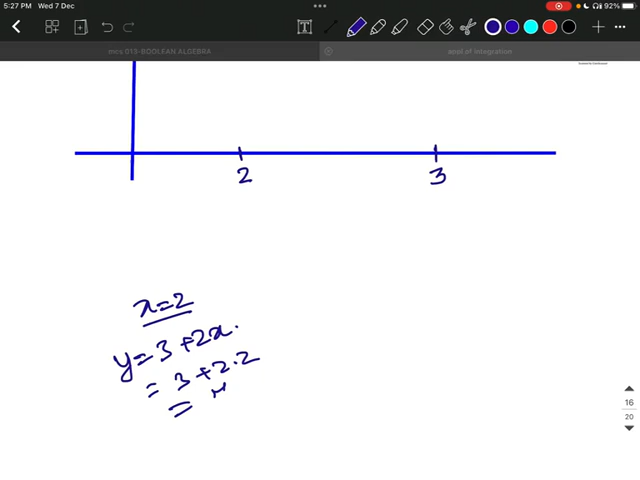 5:27 PM Wed 7 Dec
92%
mcs 013-BOOLEAN ALGEBRA
appl of integration
2 3
x=2
y=3+2x.
= 3+2.2
=
16
20